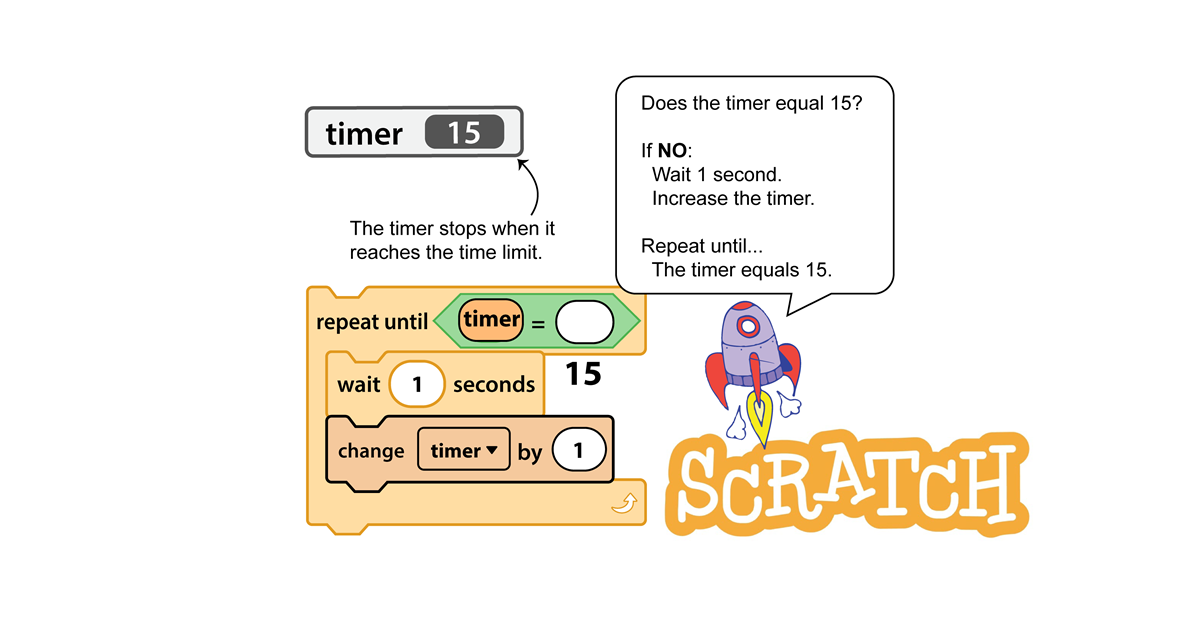 timer 15
The timer stops when it
reaches the time limit.
Does the timer equal 15?
If NO:
Wait 1 second.
Increase the timer.
Repeat until...
The timer equals 15.
repeat until timer =
15
wait 1 seconds
change timer by 1
SCRATCH